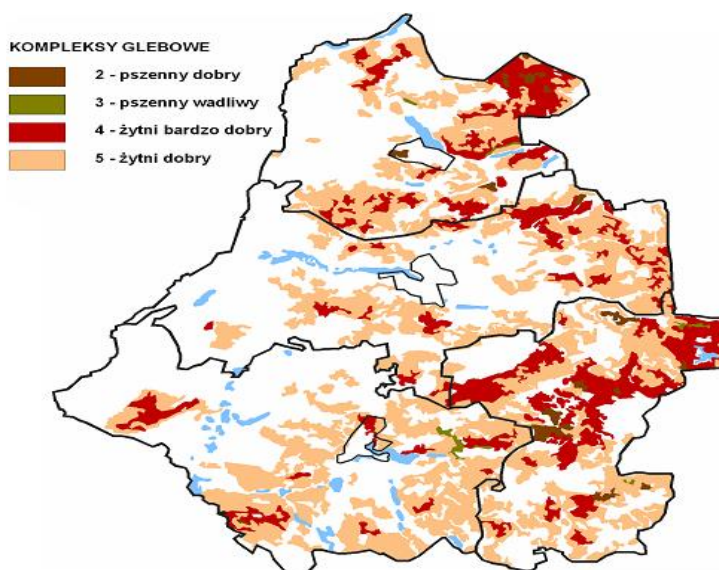 KOMPLEKSY GLEBOWE
2 - pszenny dobry
3 - pszenny wadliwy
4 - żytni bardzo dobry
5 - żytni dobry